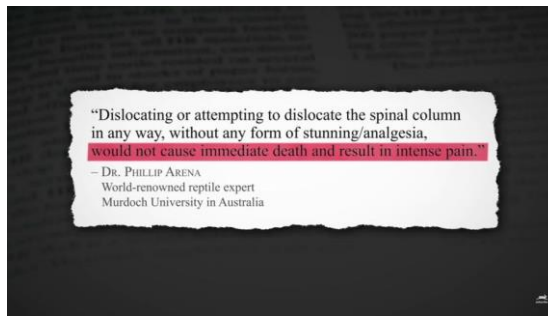 “Dislocating or attempting to dislocate the spinal column
in any way, without any form of stunning/analgesia,
would not cause immediate death and result in intense pain.”
– DR. PHILLIP ARENA
World-renowned reptile expert
Murdoch University in Australia